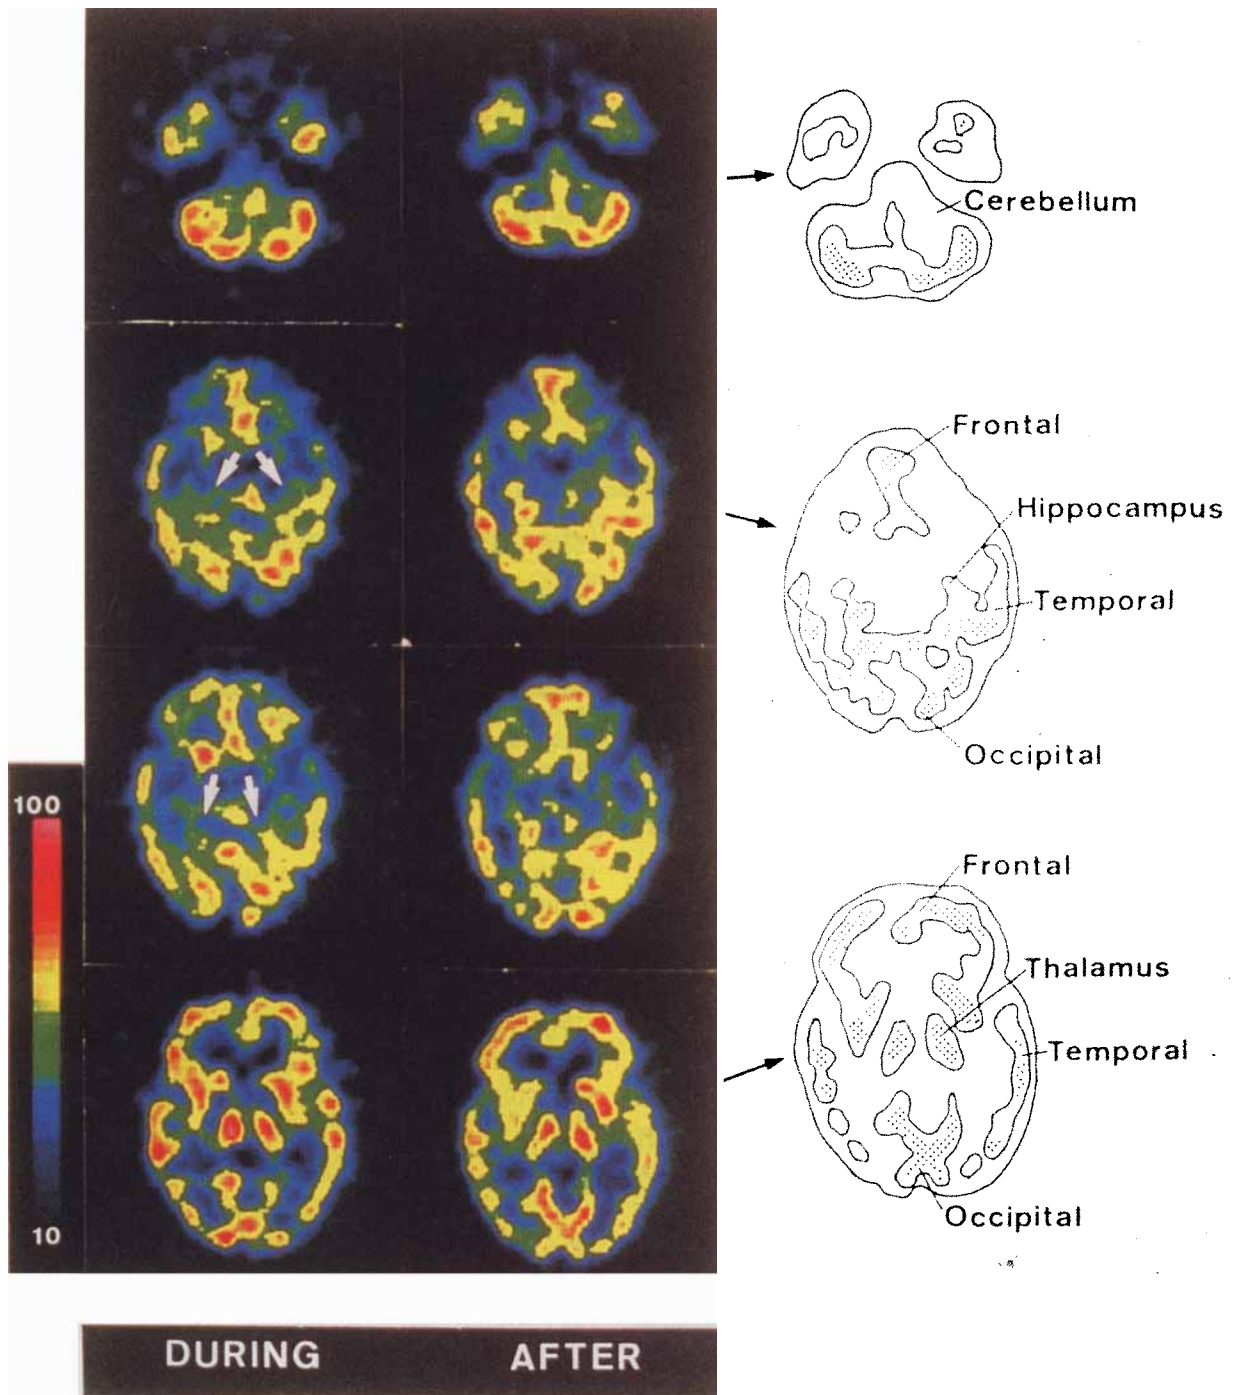 Cerebellum
Frontal
Hippocampus
Temporal
Occipital
100
Frontal
Thalamus
Temporal
10
Occipital
DURING AFTER